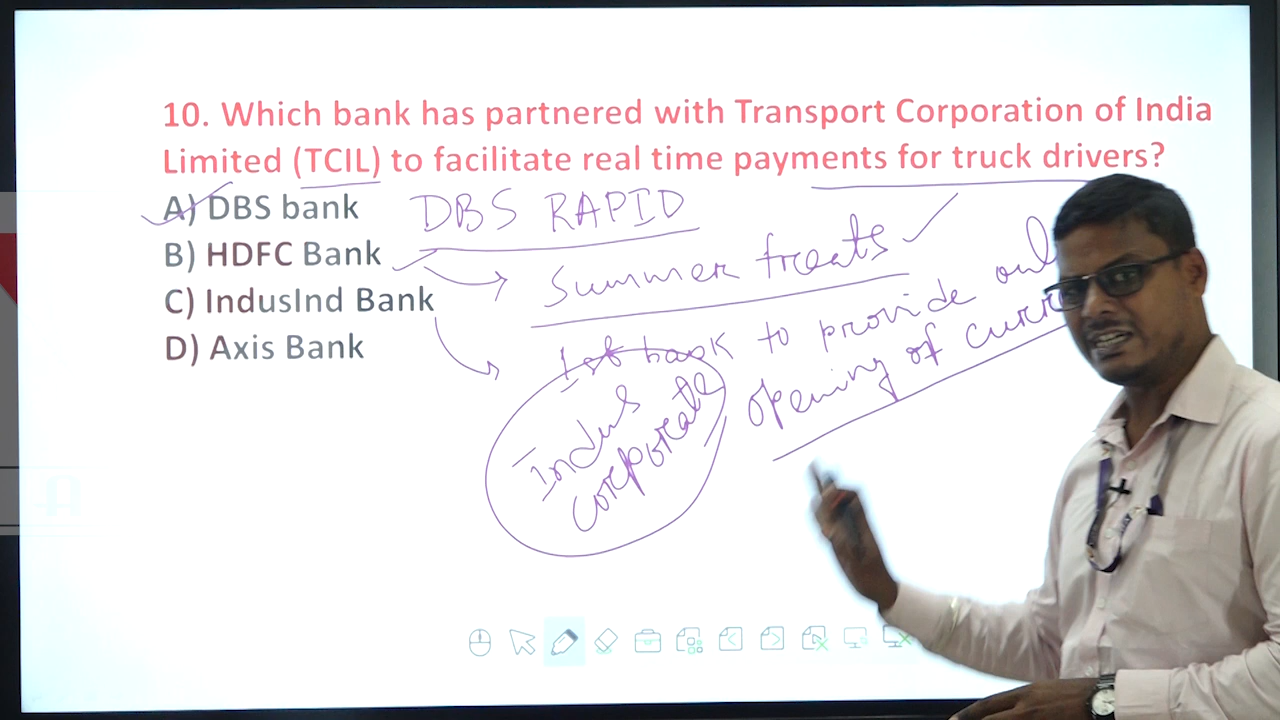 10. Which bank has partnered with Transport Corporation of India
Limited (TCIL) to facilitate real time payments for truck drivers?
A) DBS bank DBS RAPID
B) HDFC Bank Summer treats
C) IndusInd Bank 1st bank to provide
opening of
D) Axis Bank
Indus
corporate